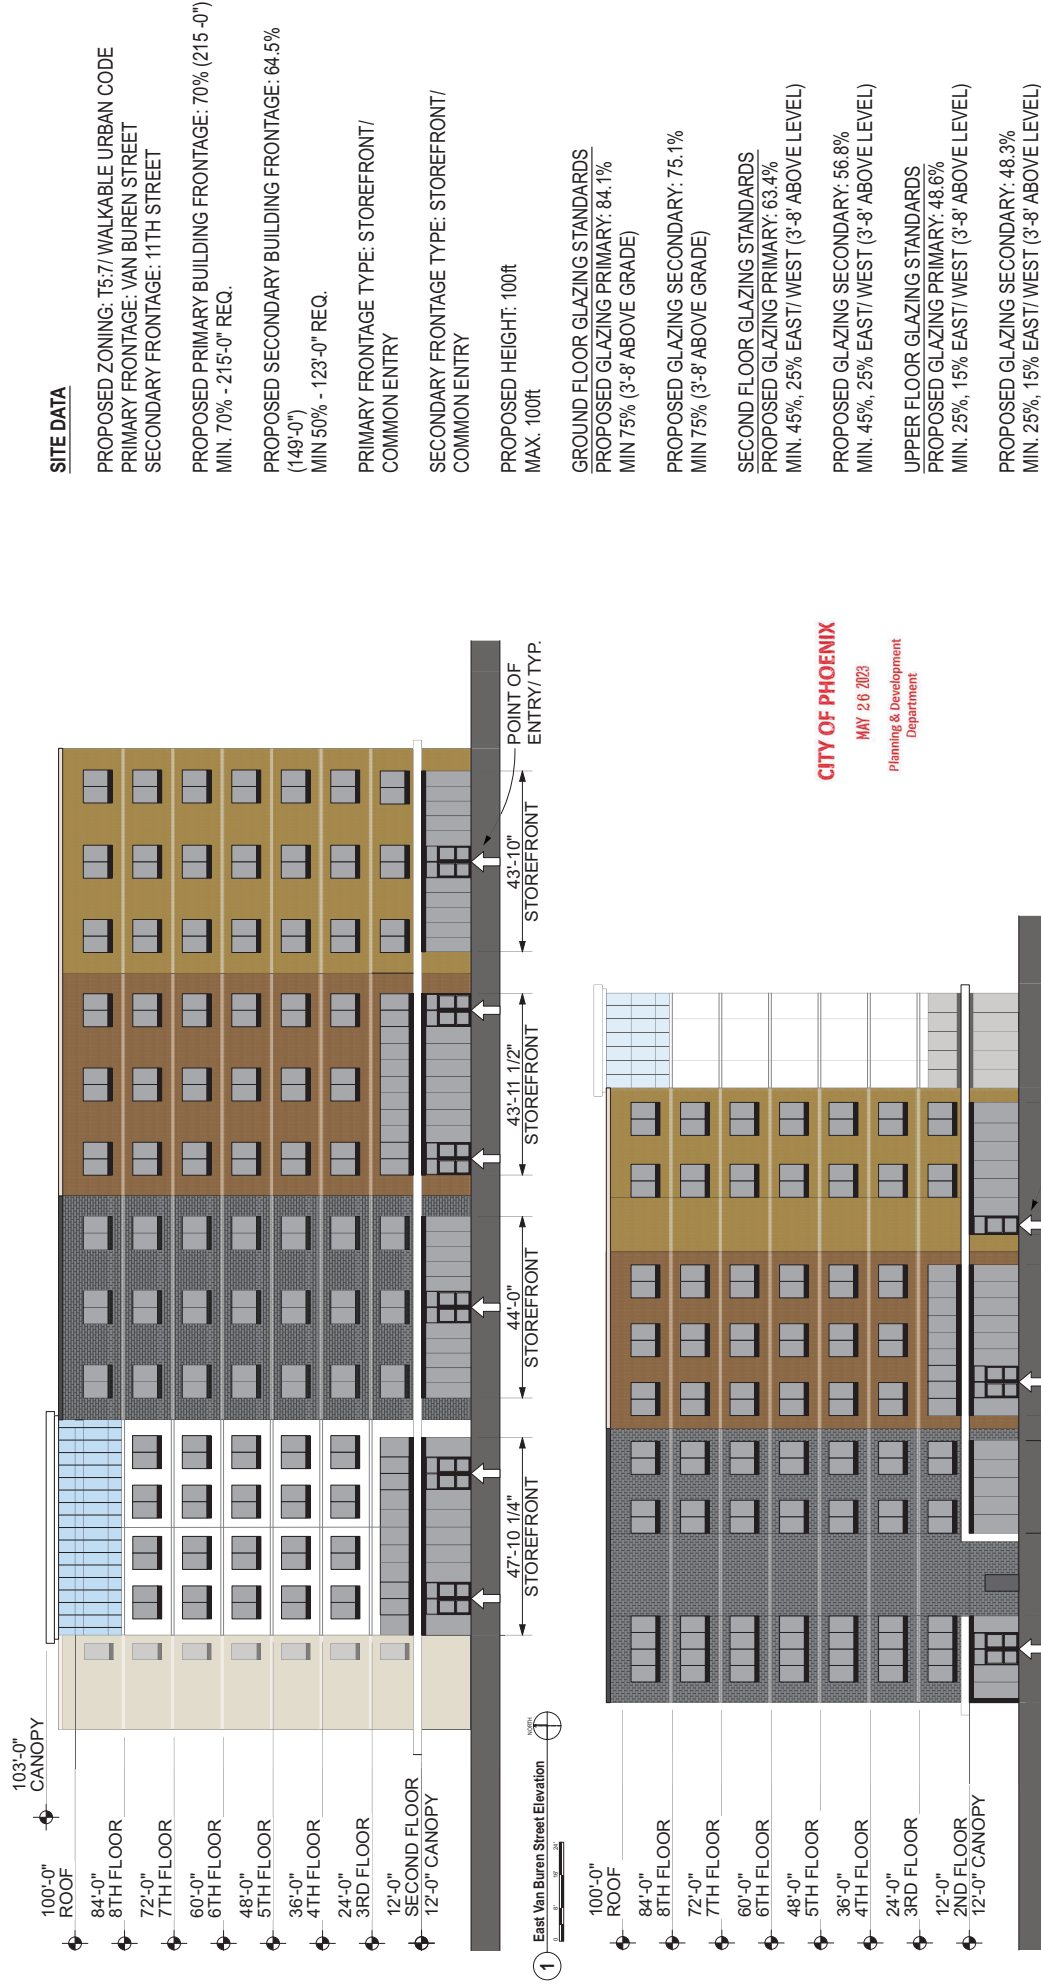 103'-0"
CANOPY
100'-0"
ROOF
84'-0"
8TH FLOOR
72'-0"
7TH FLOOR
60'-0"
6TH FLOOR
48'-0"
5TH FLOOR
36'-0"
4TH FLOOR
24'-0"
3RD FLOOR
12'-0"
SECOND FLOOR
12'-0" CANOPY
47'-10 1/4"
STOREFRONT
44'-0"
STOREFRONT
43'-11 1/2"
STOREFRONT
43'-10"
STOREFRONT
POINT OF
ENTRY/ TYP.
1
East Van Buren Street Elevation
0 8' 16' 24'
NORTH
100'-0"
ROOF
84'-0"
8TH FLOOR
72'-0"
7TH FLOOR
60'-0"
6TH FLOOR
48'-0"
5TH FLOOR
36'-0"
4TH FLOOR
24'-0"
3RD FLOOR
12'-0"
2ND FLOOR
12'-0" CANOPY
CITY OF PHOENIX
MAY 26 2023
Planning & Development
Department
SITE DATA
PROPOSED ZONING: T5:7/ WALKABLE URBAN CODE
PRIMARY FRONTAGE: VAN BUREN STREET
SECONDARY FRONTAGE: 11TH STREET
PROPOSED PRIMARY BUILDING FRONTAGE: 70% (215 -0")
MIN. 70% - 215'-0" REQ.
PROPOSED SECONDARY BUILDING FRONTAGE: 64.5%
(149'-0")
MIN 50% - 123'-0" REQ.
PRIMARY FRONTAGE TYPE: STOREFRONT/
COMMON ENTRY
SECONDARY FRONTAGE TYPE: STOREFRONT/
COMMON ENTRY
PROPOSED HEIGHT: 100ft
MAX. 100ft
GROUND FLOOR GLAZING STANDARDS
PROPOSED GLAZING PRIMARY: 84.1%
MIN 75% (3'-8' ABOVE GRADE)
PROPOSED GLAZING SECONDARY: 75.1%
MIN 75% (3'-8' ABOVE GRADE)
SECOND FLOOR GLAZING STANDARDS
PROPOSED GLAZING PRIMARY: 63.4%
MIN. 45%, 25% EAST/ WEST (3'-8' ABOVE LEVEL)
PROPOSED GLAZING SECONDARY: 56.8%
MIN. 45%, 25% EAST/ WEST (3'-8' ABOVE LEVEL)
UPPER FLOOR GLAZING STANDARDS
PROPOSED GLAZING PRIMARY: 48.6%
MIN. 25%, 15% EAST/ WEST (3'-8' ABOVE LEVEL)
PROPOSED GLAZING SECONDARY: 48.3%
MIN. 25%, 15% EAST/ WEST (3'-8' ABOVE LEVEL)